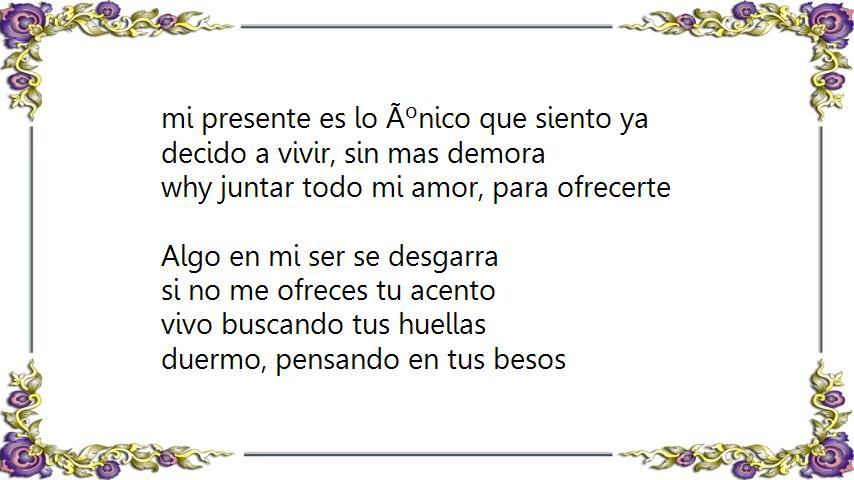 mi presente es lo Ãºnico que siento ya
decido a vivir, sin mas demora
why juntar todo mi amor, para ofrecerte
Algo en mi ser se desgarra
si no me ofreces tu acento
vivo buscando tus huellas
duermo, pensando en tus besos